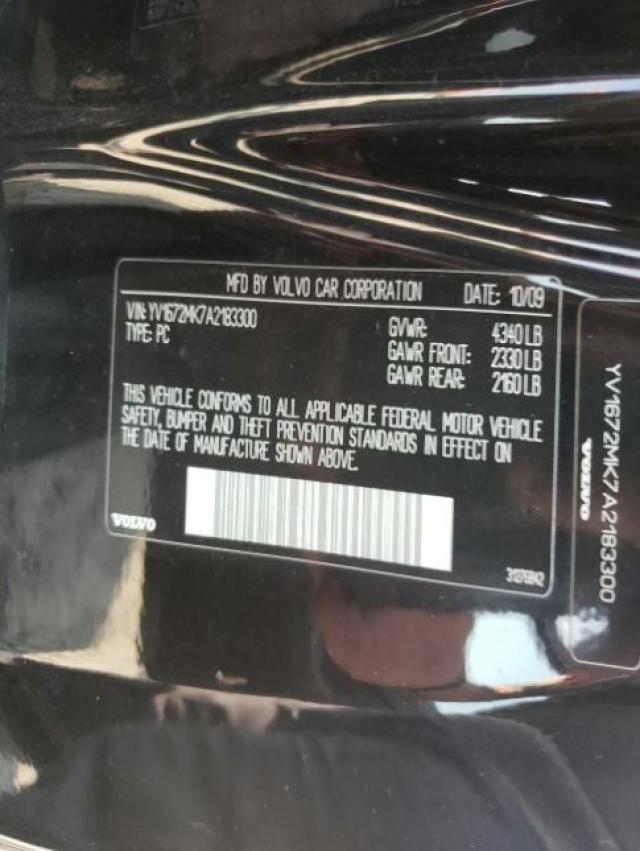 MFD BY VOLVO CAR CORPORATION DATE: 10/09
VIN: YV1672MK7A2183300
TYPE: PC
GVWR: 4340 LB
GAWR FRONT: 2330 LB
GAWR REAR: 2160 LB
THIS VEHICLE CONFORMS TO ALL APPLICABLE FEDERAL MOTOR VEHICLE
SAFETY, BUMPER AND THEFT PREVENTION STANDARDS IN EFFECT ON
THE DATE OF MANUFACTURE SHOWN ABOVE.
VOLVO
YV1672MK7A2183300
VOLVO